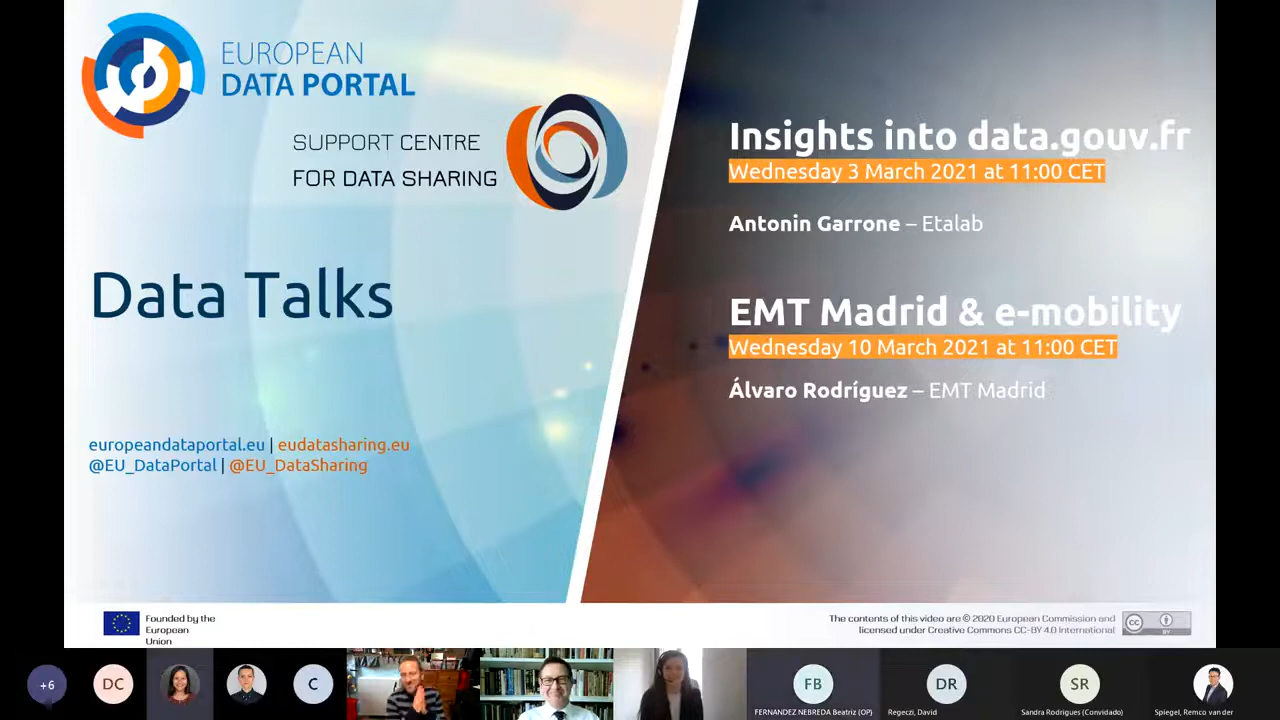 EUROPEAN
DATA PORTAL
SUPPORT CENTRE
FOR DATA SHARING
Data Talks
europeandataportal.eu | eudatasharing.eu
@EU_DataPortal | @EU_DataSharing
Insights into data.gouv.fr
Wednesday 3 March 2021 at 11:00 CET
Antonin Garrone – Etalab
EMT Madrid & e-mobility
Wednesday 10 March 2021 at 11:00 CET
Álvaro Rodríguez – EMT Madrid
Founded by the
European
Union
The contents of this video are © 2020 European Commission and
licensed under Creative Commons CC-BY 4.0 International
cc
BY
+6
DC
C
FB
FERNANDEZ NEBREDA Beatriz (OP)
DR
Regeczi, David
SR
Sandra Rodrigues (Convidado)
Spiegel, Remco van der